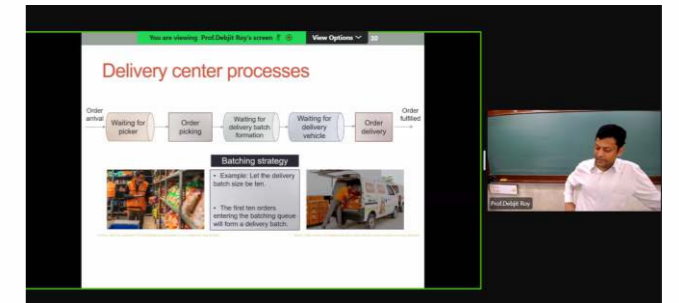 You are viewing Prof.Debjit Roy's screen
View Options
Delivery center processes
Order
arrival
Waiting for
picker
Order
picking
Waiting for
delivery batch
formation
Waiting for
delivery
vehicle
Order
delivery
Order
fulfilled
Batching strategy
• Example: Let the delivery
batch size be ten.
• The first ten orders
entering the batching queue
will form a delivery batch.
Prof.Debjit Roy